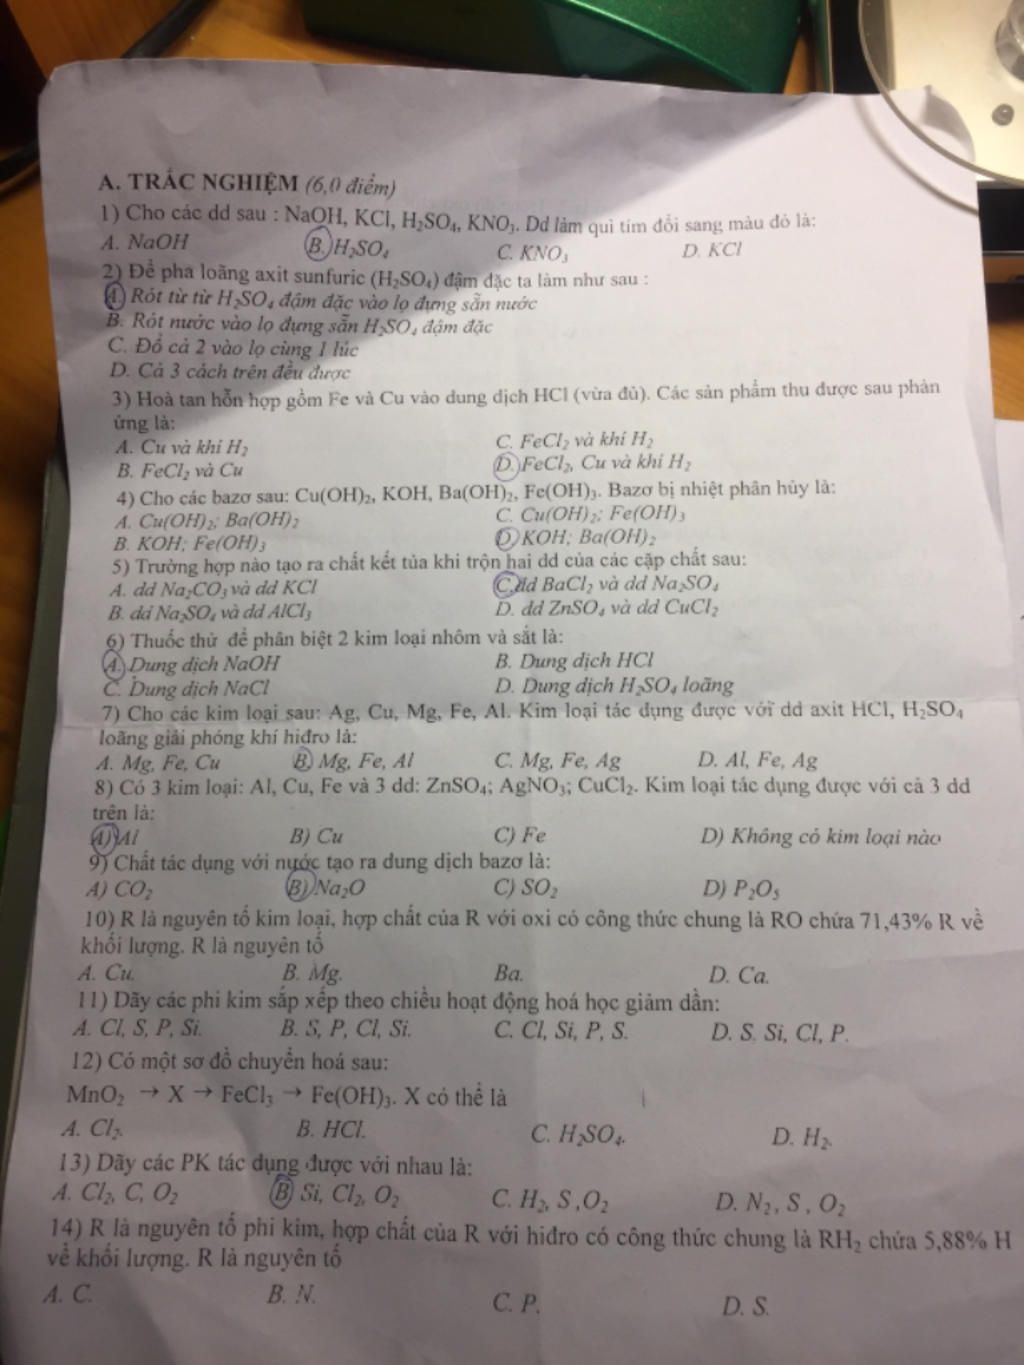 A. TRẮC NGHIỆM (6,0 điểm)
1) Cho các dd sau : NaOH, KCl, H₂SO₄, KNO₃. Dd làm quì tím đổi sang màu đỏ là:
A. NaOH B. H₂SO₄ C. KNO₃ D. KCl
2) Để pha loãng axit sunfuric (H₂SO₄) đậm đặc ta làm như sau :
A. Rót từ từ H₂SO₄ đậm đặc vào lọ đựng sẵn nước
B. Rót nước vào lọ đựng sẵn H₂SO₄ đậm đặc
C. Đổ cả 2 vào lọ cùng 1 lúc
D. Cả 3 cách trên đều được
3) Hoà tan hỗn hợp gồm Fe và Cu vào dung dịch HCl (vừa đủ). Các sản phẩm thu được sau phản
ứng là:
A. Cu và khí H₂ C. FeCl₂ và khí H₂
B. FeCl₂ và Cu D. FeCl₂, Cu và khí H₂
4) Cho các bazơ sau: Cu(OH)₂, KOH, Ba(OH)₂, Fe(OH)₃. Bazơ bị nhiệt phân hủy là:
A. Cu(OH)₂; Ba(OH)₂ C. Cu(OH)₂; Fe(OH)₃
B. KOH; Fe(OH)₃ D. KOH; Ba(OH)₂
5) Trường hợp nào tạo ra chất kết tủa khi trộn hai dd của các cặp chất sau:
A. dd Na₂CO₃ và dd KCl C. dd BaCl₂ và dd Na₂SO₄
B. dd Na₂SO₄ và dd AlCl₃ D. dd ZnSO₄ và dd CuCl₂
6) Thuốc thử để phân biệt 2 kim loại nhôm và sắt là:
A. Dung dịch NaOH B. Dung dịch HCl
C. Dung dịch NaCl D. Dung dịch H₂SO₄ loãng
7) Cho các kim loại sau: Ag, Cu, Mg, Fe, Al. Kim loại tác dụng được với dd axit HCl, H₂SO₄
loãng giải phóng khí hiđro là:
A. Mg, Fe, Cu B. Mg, Fe, Al C. Mg, Fe, Ag D. Al, Fe, Ag
8) Có 3 kim loại: Al, Cu, Fe và 3 dd: ZnSO₄; AgNO₃; CuCl₂. Kim loại tác dụng được với cả 3 dd
trên là:
A) Al B) Cu C) Fe D) Không có kim loại nào
9) Chất tác dụng với nước tạo ra dung dịch bazơ là:
A) CO₂ B) Na₂O C) SO₂ D) P₂O₅
10) R là nguyên tố kim loại, hợp chất của R với oxi có công thức chung là RO chứa 71,43% R về
khối lượng. R là nguyên tố
A. Cu. B. Mg. Ba. D. Ca.
11) Dãy các phi kim sắp xếp theo chiều hoạt động hoá học giảm dần:
A. Cl, S, P, Si. B. S, P, Cl, Si. C. Cl, Si, P, S. D. S, Si, Cl, P.
12) Có một sơ đồ chuyển hoá sau:
MnO₂ → X → FeCl₃ → Fe(OH)₃. X có thể là
A. Cl₂. B. HCl. C. H₂SO₄. D. H₂.
13) Dãy các PK tác dụng được với nhau là:
A. Cl₂, C, O₂ B Si, Cl₂, O₂ C. H₂, S ,O₂ D. N₂, S , O₂
14) R là nguyên tố phi kim, hợp chất của R với hiđro có công thức chung là RH₂ chứa 5,88% H
về khối lượng. R là nguyên tố
A. C. B. N. C. P. D. S.